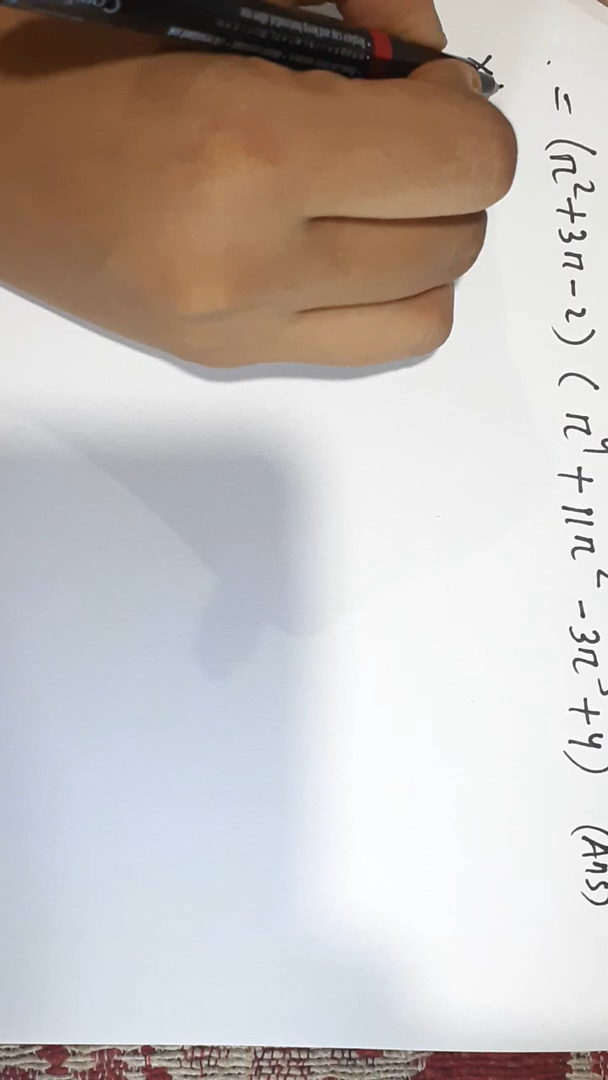 = (n²+3n-2) (n⁴+11n²-3n³+4) (Ans)
x